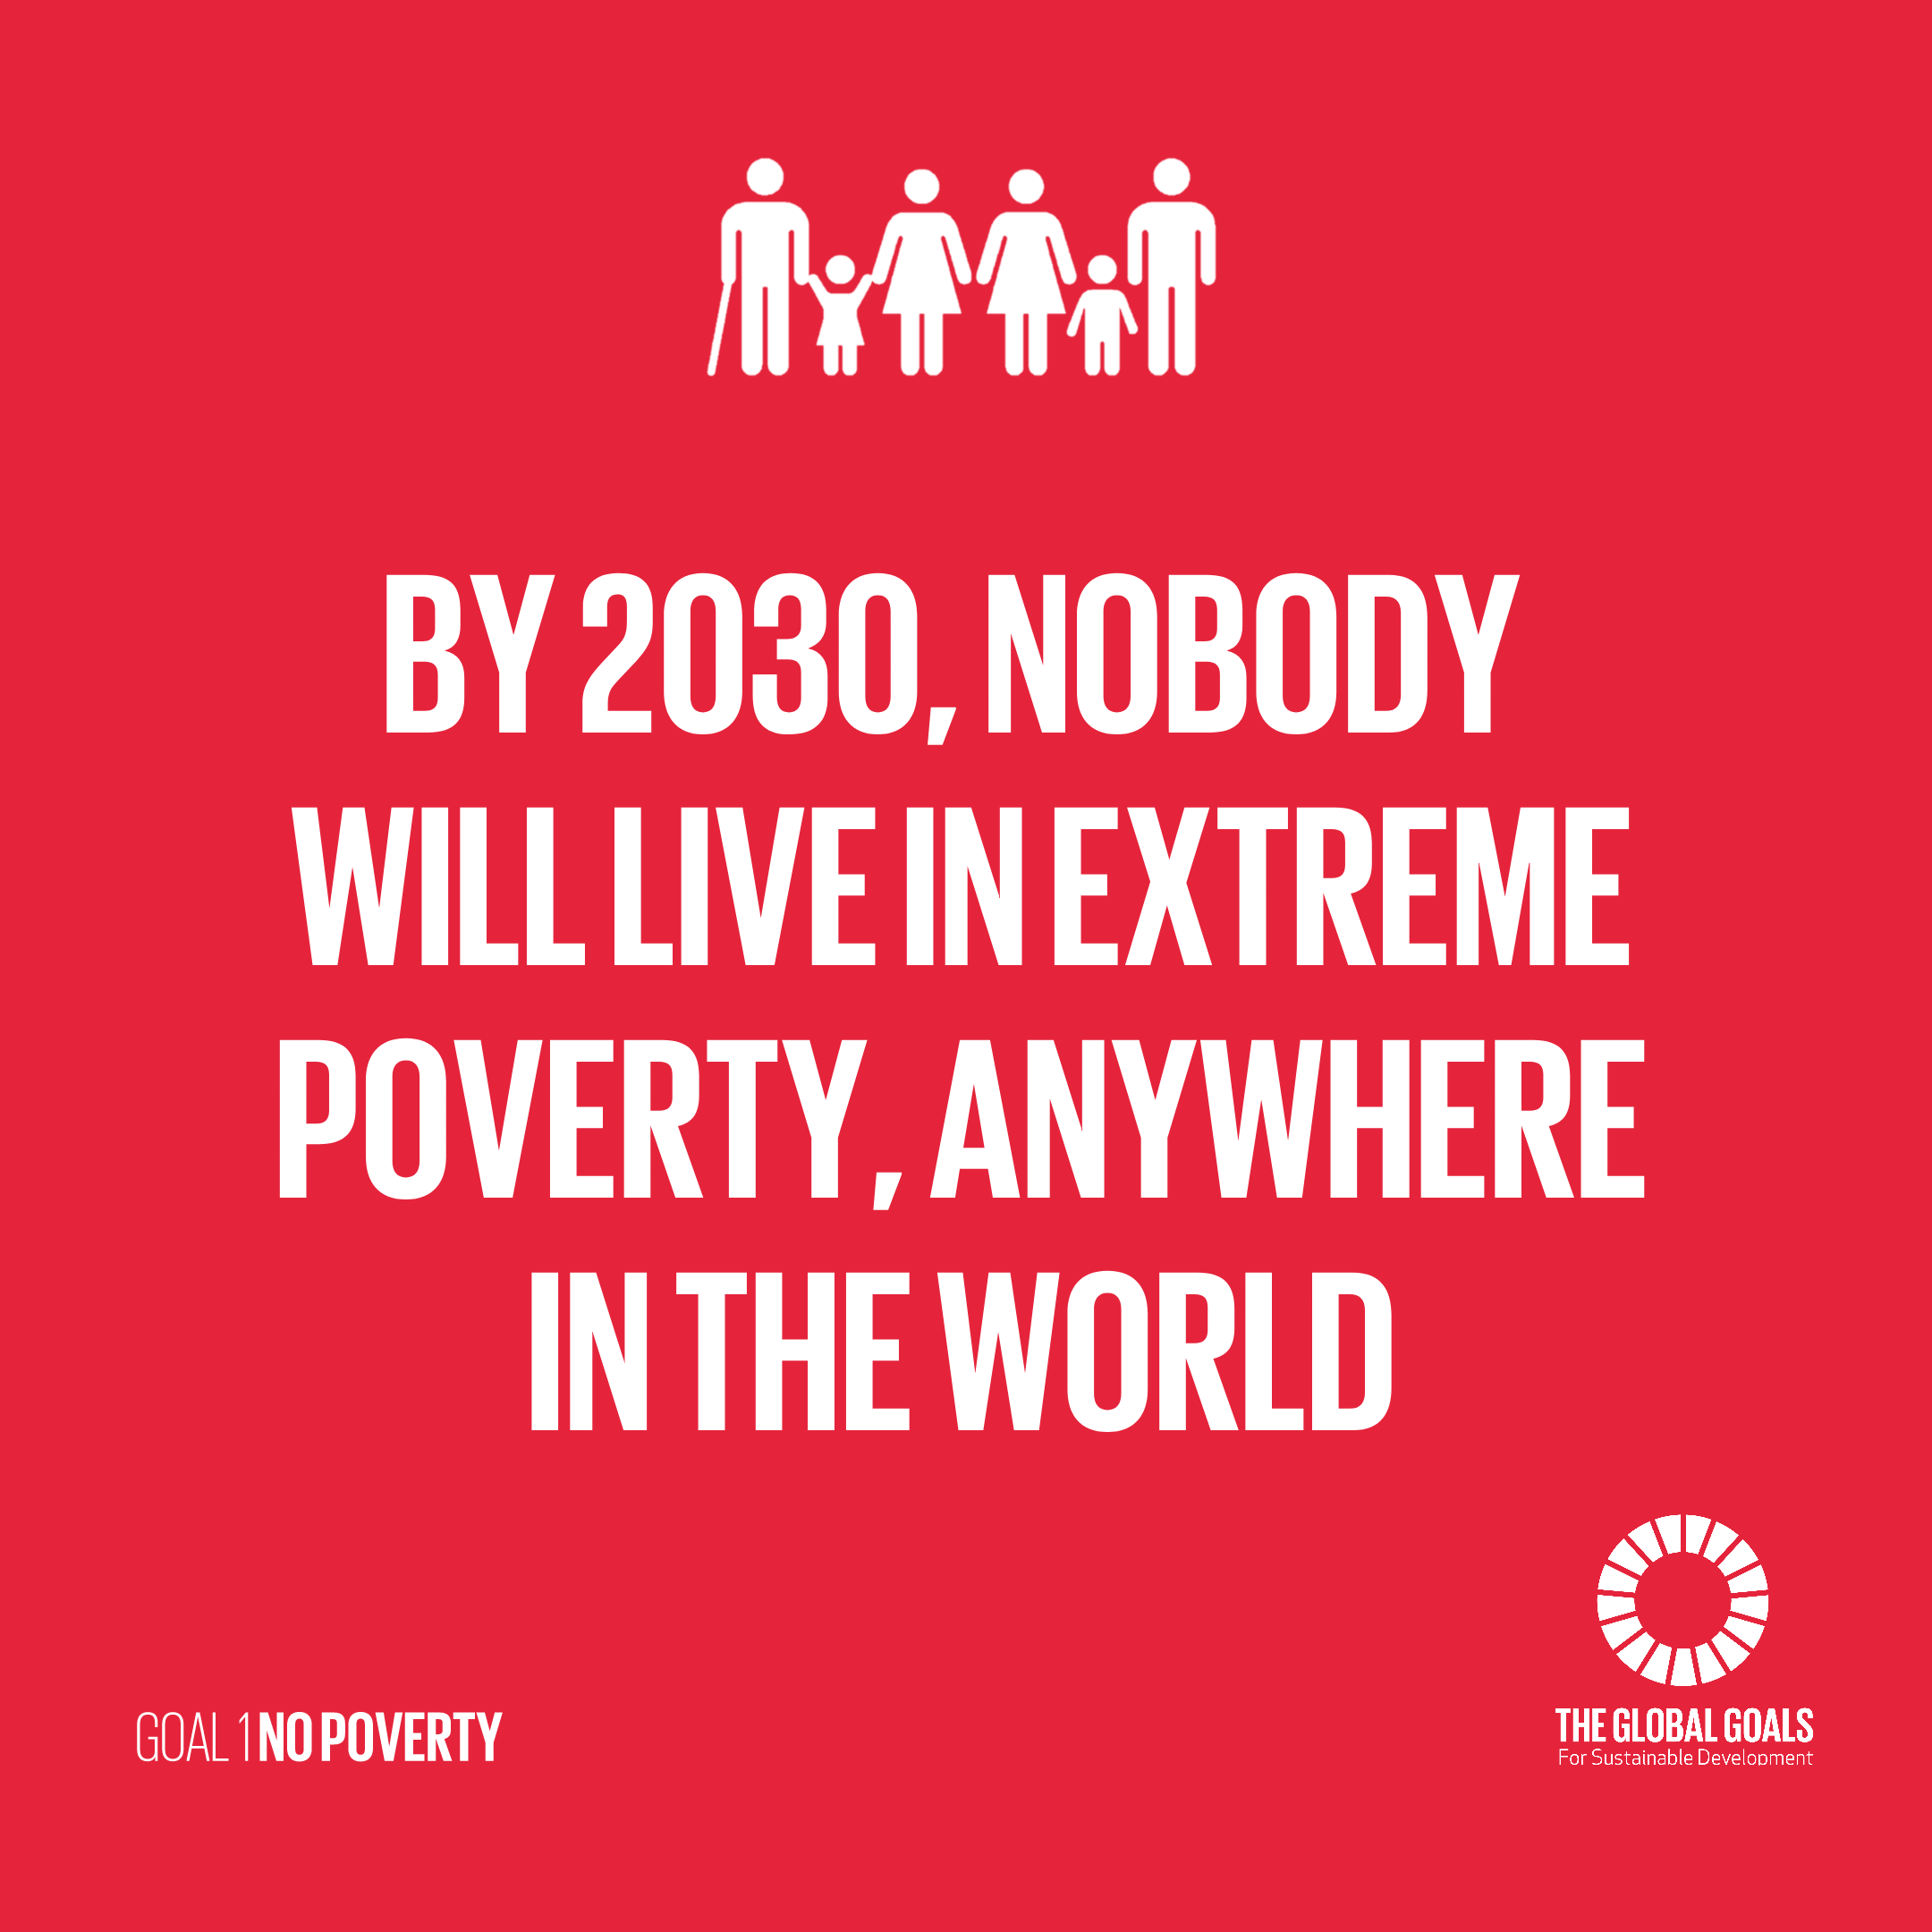 BY 2030, NOBODY
WILL LIVE IN EXTREME
POVERTY, ANYWHERE
IN THE WORLD
GOAL 1 NO POVERTY
THE GLOBAL GOALS
For Sustainable Development